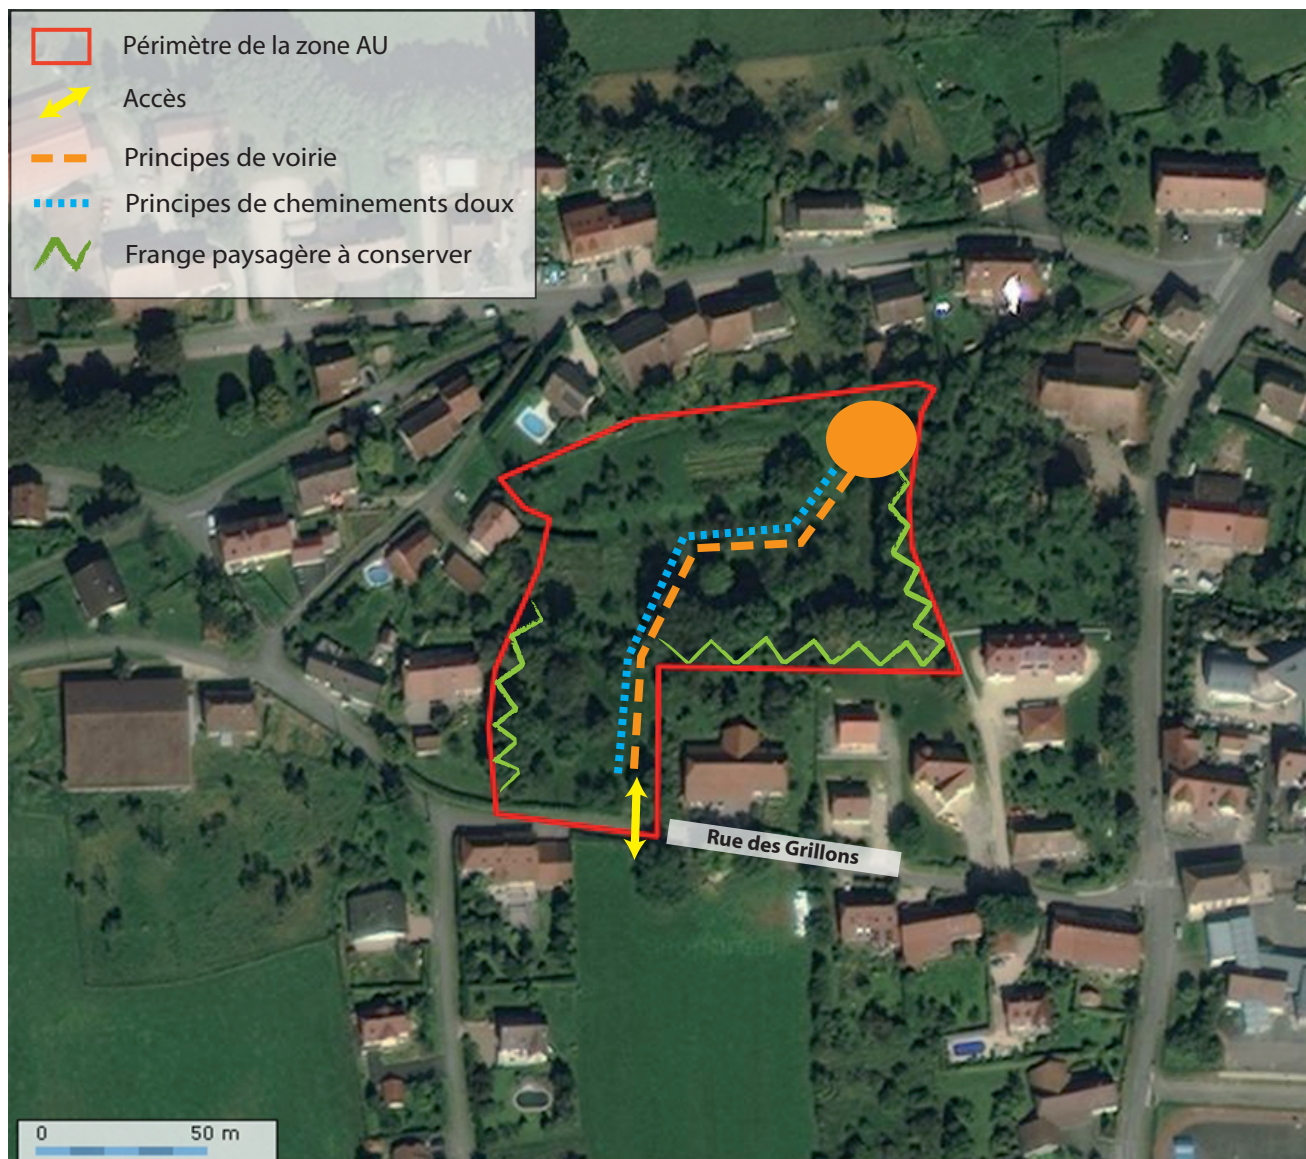 Périmètre de la zone AU
Accès
Principes de voirie
Principes de cheminements doux
Frange paysagère à conserver
Rue des Grillons
0 50 m